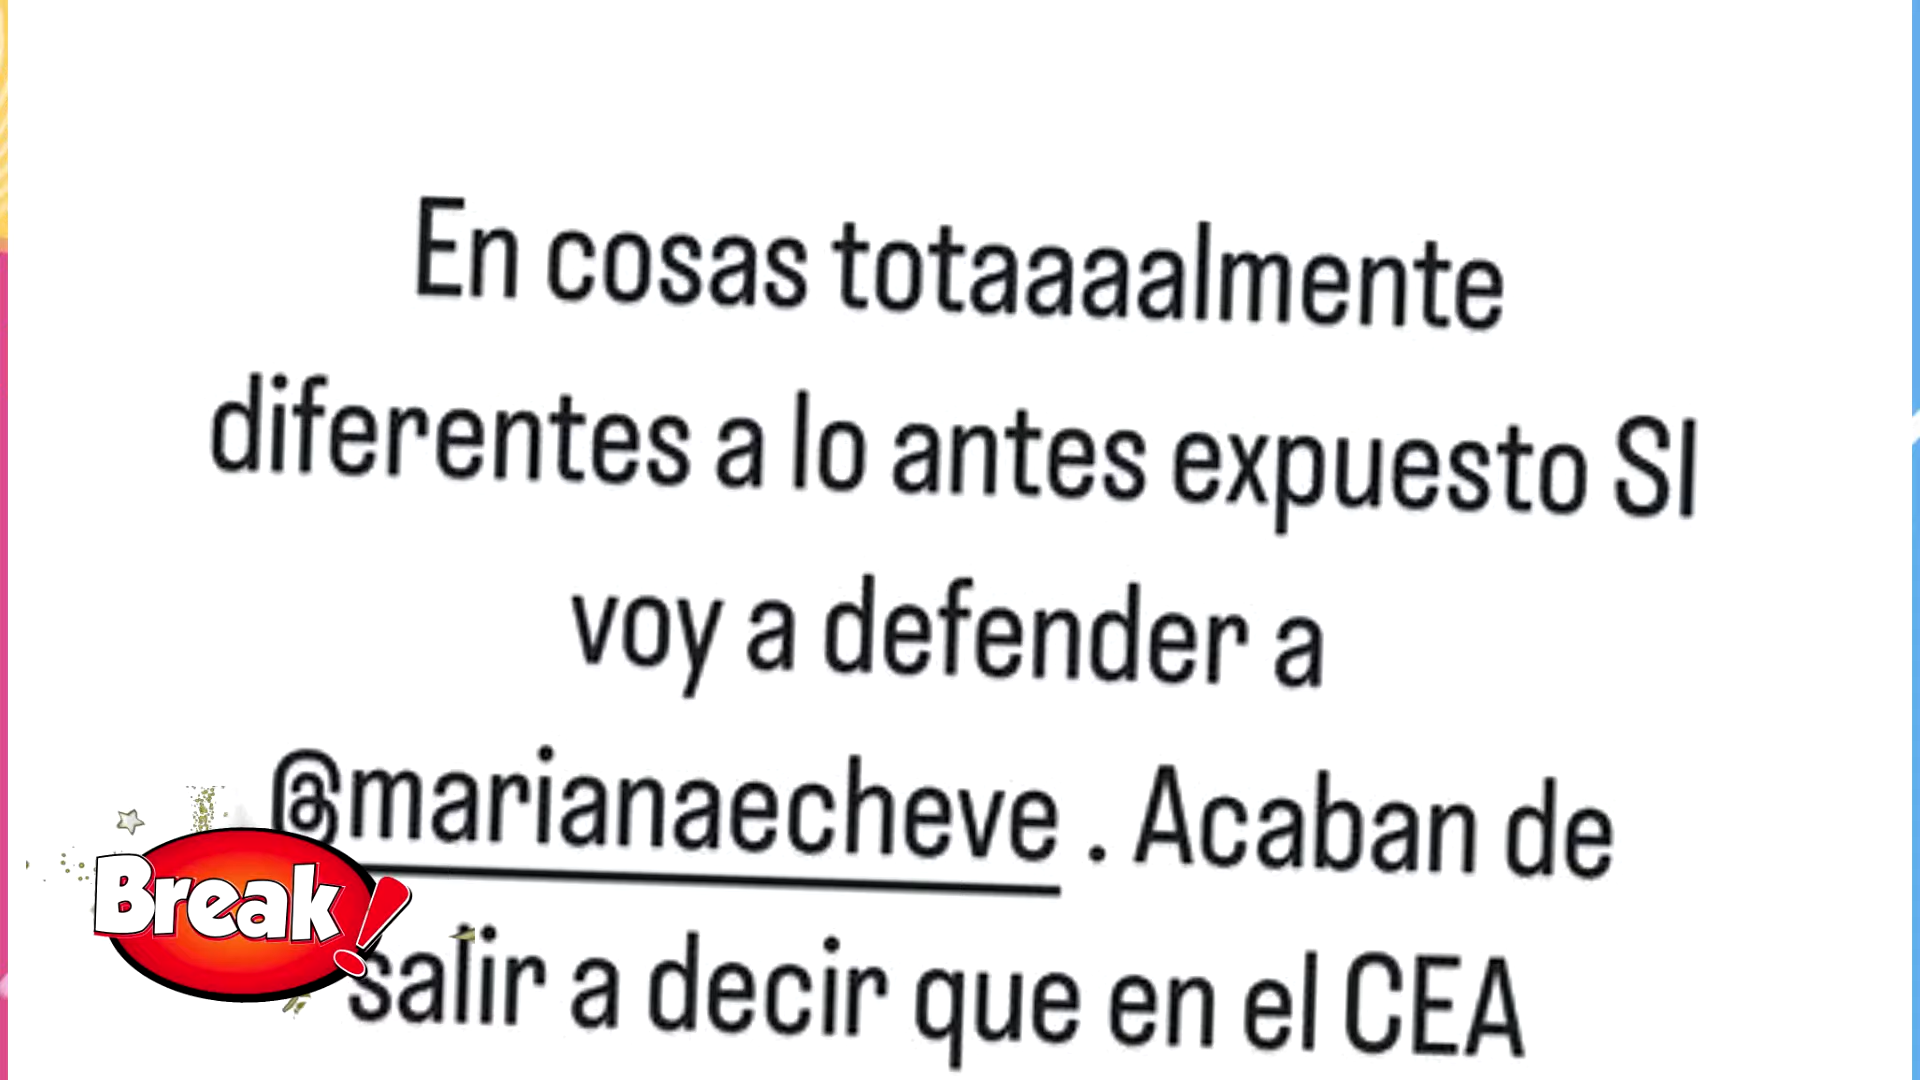 En cosas totaaaalmente
diferentes a lo antes expuesto SI
voy a defender a
@marianaecheve . Acaban de
salir a decir que en el CEA
Break!